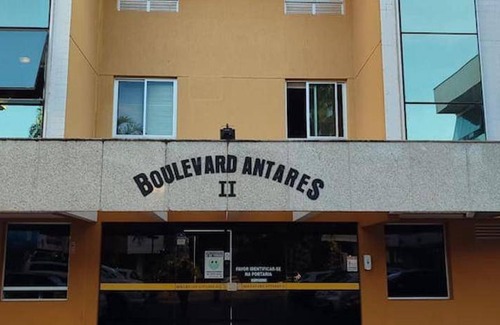 BOULEVARD ANTARES
II
FAVOR IDENTIFICAR-SE
NA PORTARIA